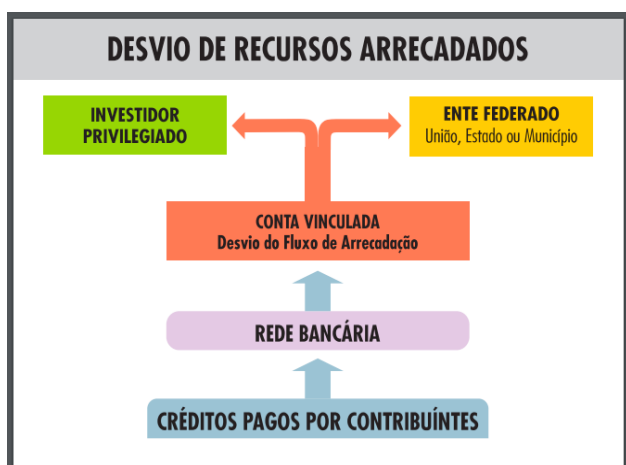 DESVIO DE RECURSOS ARRECADADOS
INVESTIDOR
PRIVILEGIADO
ENTE FEDERADO
União, Estado ou Município
CONTA VINCULADA
Desvio do Fluxo de Arrecadação
REDE BANCÁRIA
CRÉDITOS PAGOS POR CONTRIBUÍNTES